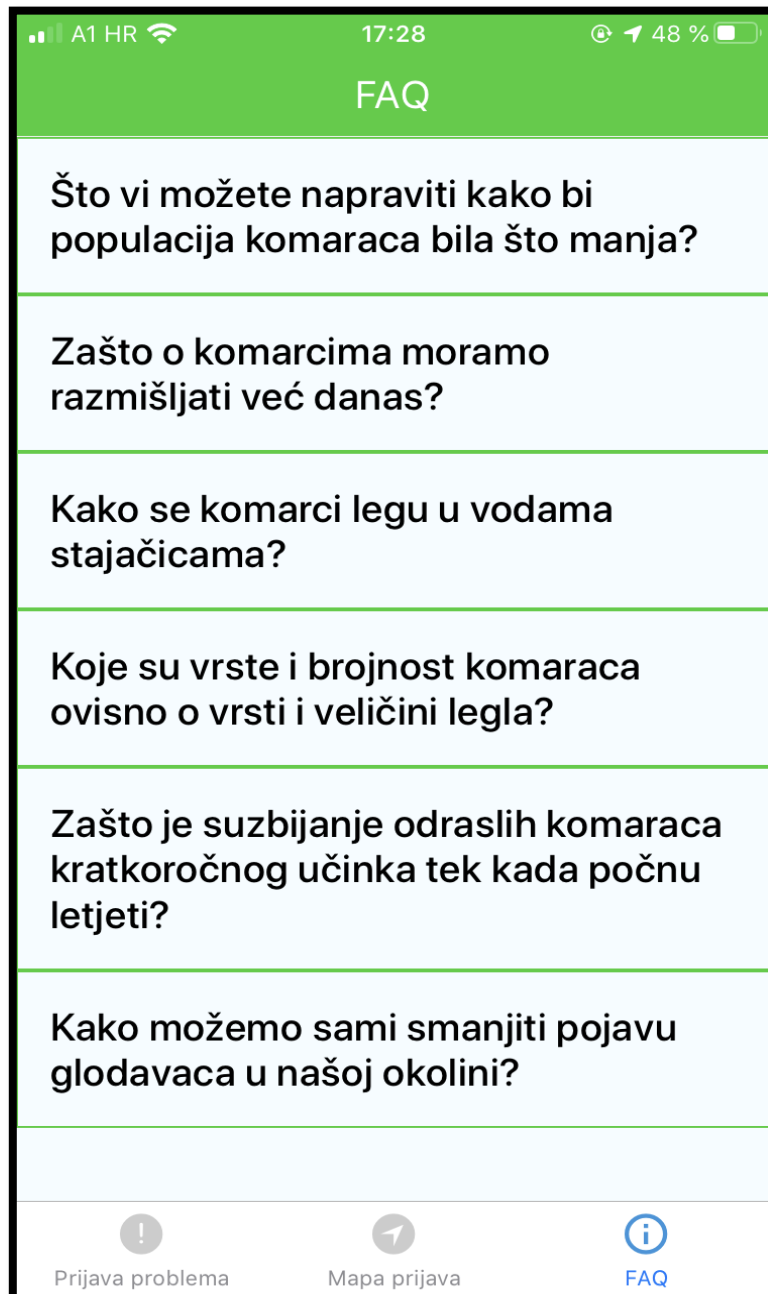 A1 HR 17:28 48 %
FAQ
Što vi možete napraviti kako bi
populacija komaraca bila što manja?
Zašto o komarcima moramo
razmišljati već danas?
Kako se komarci legu u vodama
stajačicama?
Koje su vrste i brojnost komaraca
ovisno o vrsti i veličini legla?
Zašto je suzbijanje odraslih komaraca
kratkoročnog učinka tek kada počnu
letjeti?
Kako možemo sami smanjiti pojavu
glodavaca u našoj okolini?
Prijava problema Mapa prijava FAQ